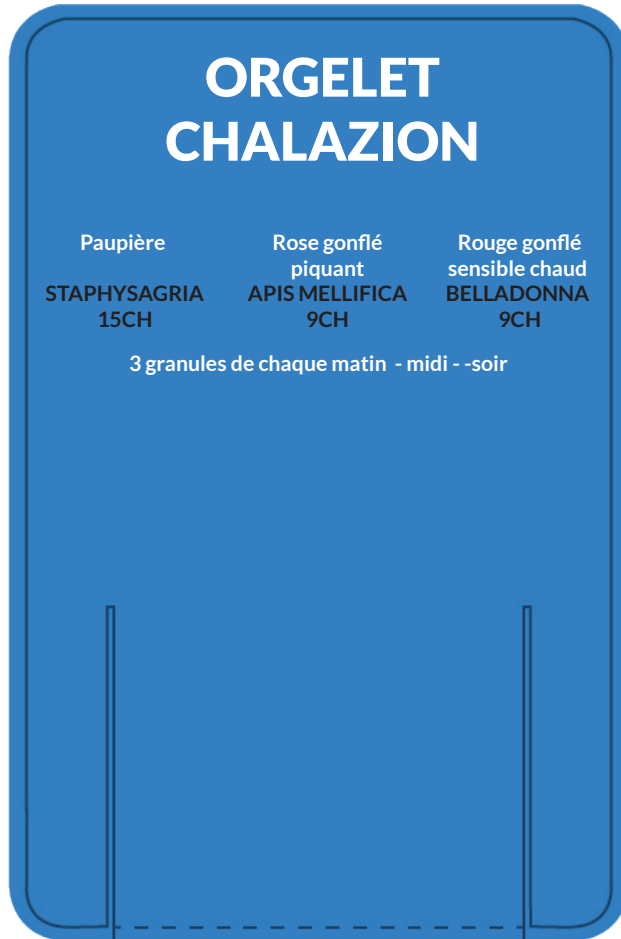 ORGELET
CHALAZION
Paupière
STAPHYSAGRIA
15CH
Rose gonflé
piquant
APIS MELLIFICA
9CH
Rouge gonflé
sensible chaud
BELLADONNA
9CH
3 granules de chaque matin - midi - -soir